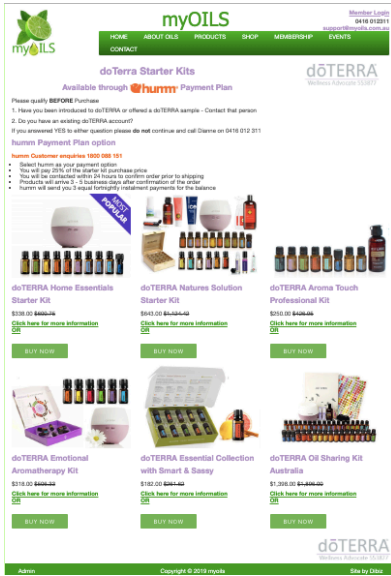 myOILS
myOILS
Member Login
0416 012311
support@myoils.com.au
HOME ABOUT OILS PRODUCTS SHOP MEMBERSHIP EVENTS
CONTACT
dōTERRA
Wellness Advocate
doTerra Starter Kits
Available through humm Payment Plan
Please qualify BEFORE Purchase
1. Have you been introduced to doTERRA or offered a doTERRA sample - Contact that person
2. Do you have an existing doTERRA account?
If you answered YES to either question please do not continue and call Dianne on 0416 012 311
humm Payment Plan option
humm Customer enquiries 1800 088 151
Select humm as your payment option
You will pay 25% of the starter kit purchase price
You will be contacted within 24 hours to confirm order prior to shipping
Products will arrive 3 - 5 business days after confirmation of the order
humm will send you 3 equal fortnightly instalment payments for the balance
MOST
POPULAR
doTERRA Home Essentials
Starter Kit
doTERRA Natures Solution
Starter Kit
doTERRA Aroma Touch
Professional Kit
$338.00
$643.00
$250.00
Click here for more information
OR
Click here for more information
OR
Click here for more information
OR
BUY NOW
BUY NOW
BUY NOW
doTERRA Emotional
Aromatherapy Kit
doTERRA Essential Collection
with Smart & Sassy
doTERRA Oil Sharing Kit
Australia
$318.00
$182.00
$1,396.00
Click here for more information
OR
Click here for more information
OR
Click here for more information
OR
BUY NOW
BUY NOW
BUY NOW
dōTERRA
Wellness Advocate
Admin Copyright © 2019 myoils Site by Dibiz